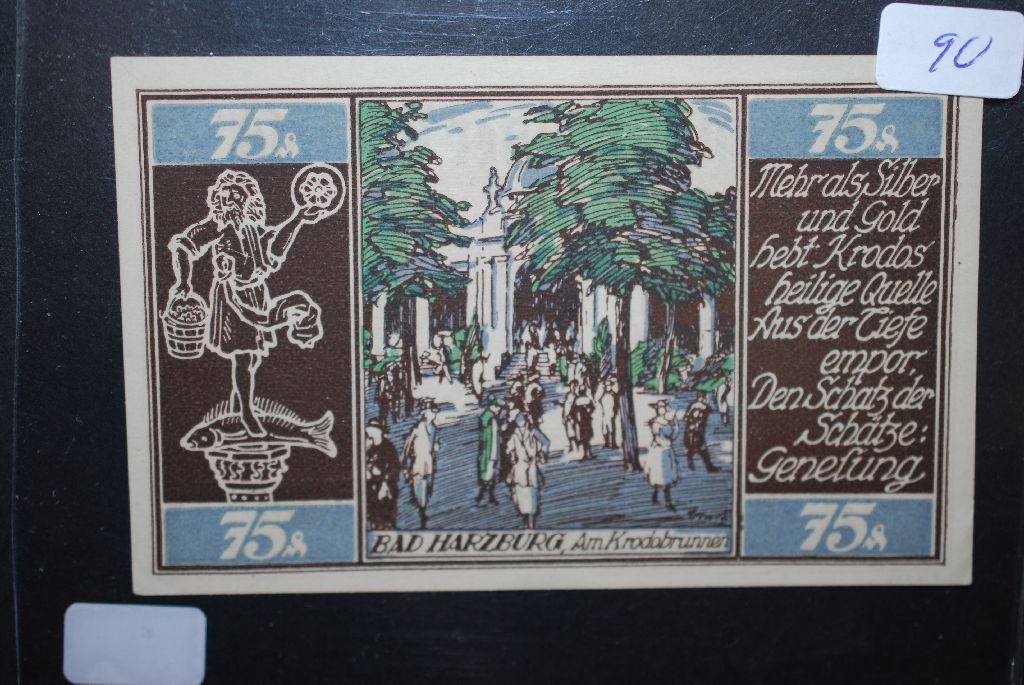 90
75₰
75₰
Mehr als Silber
und Gold
hebt Krodos
heilige Quelle
Aus der Tiefe
empor,
Den Schatz der
Schätze:
Geneſung
BAD HARZBURG, Am Krodobrunnen
75₰
75₰